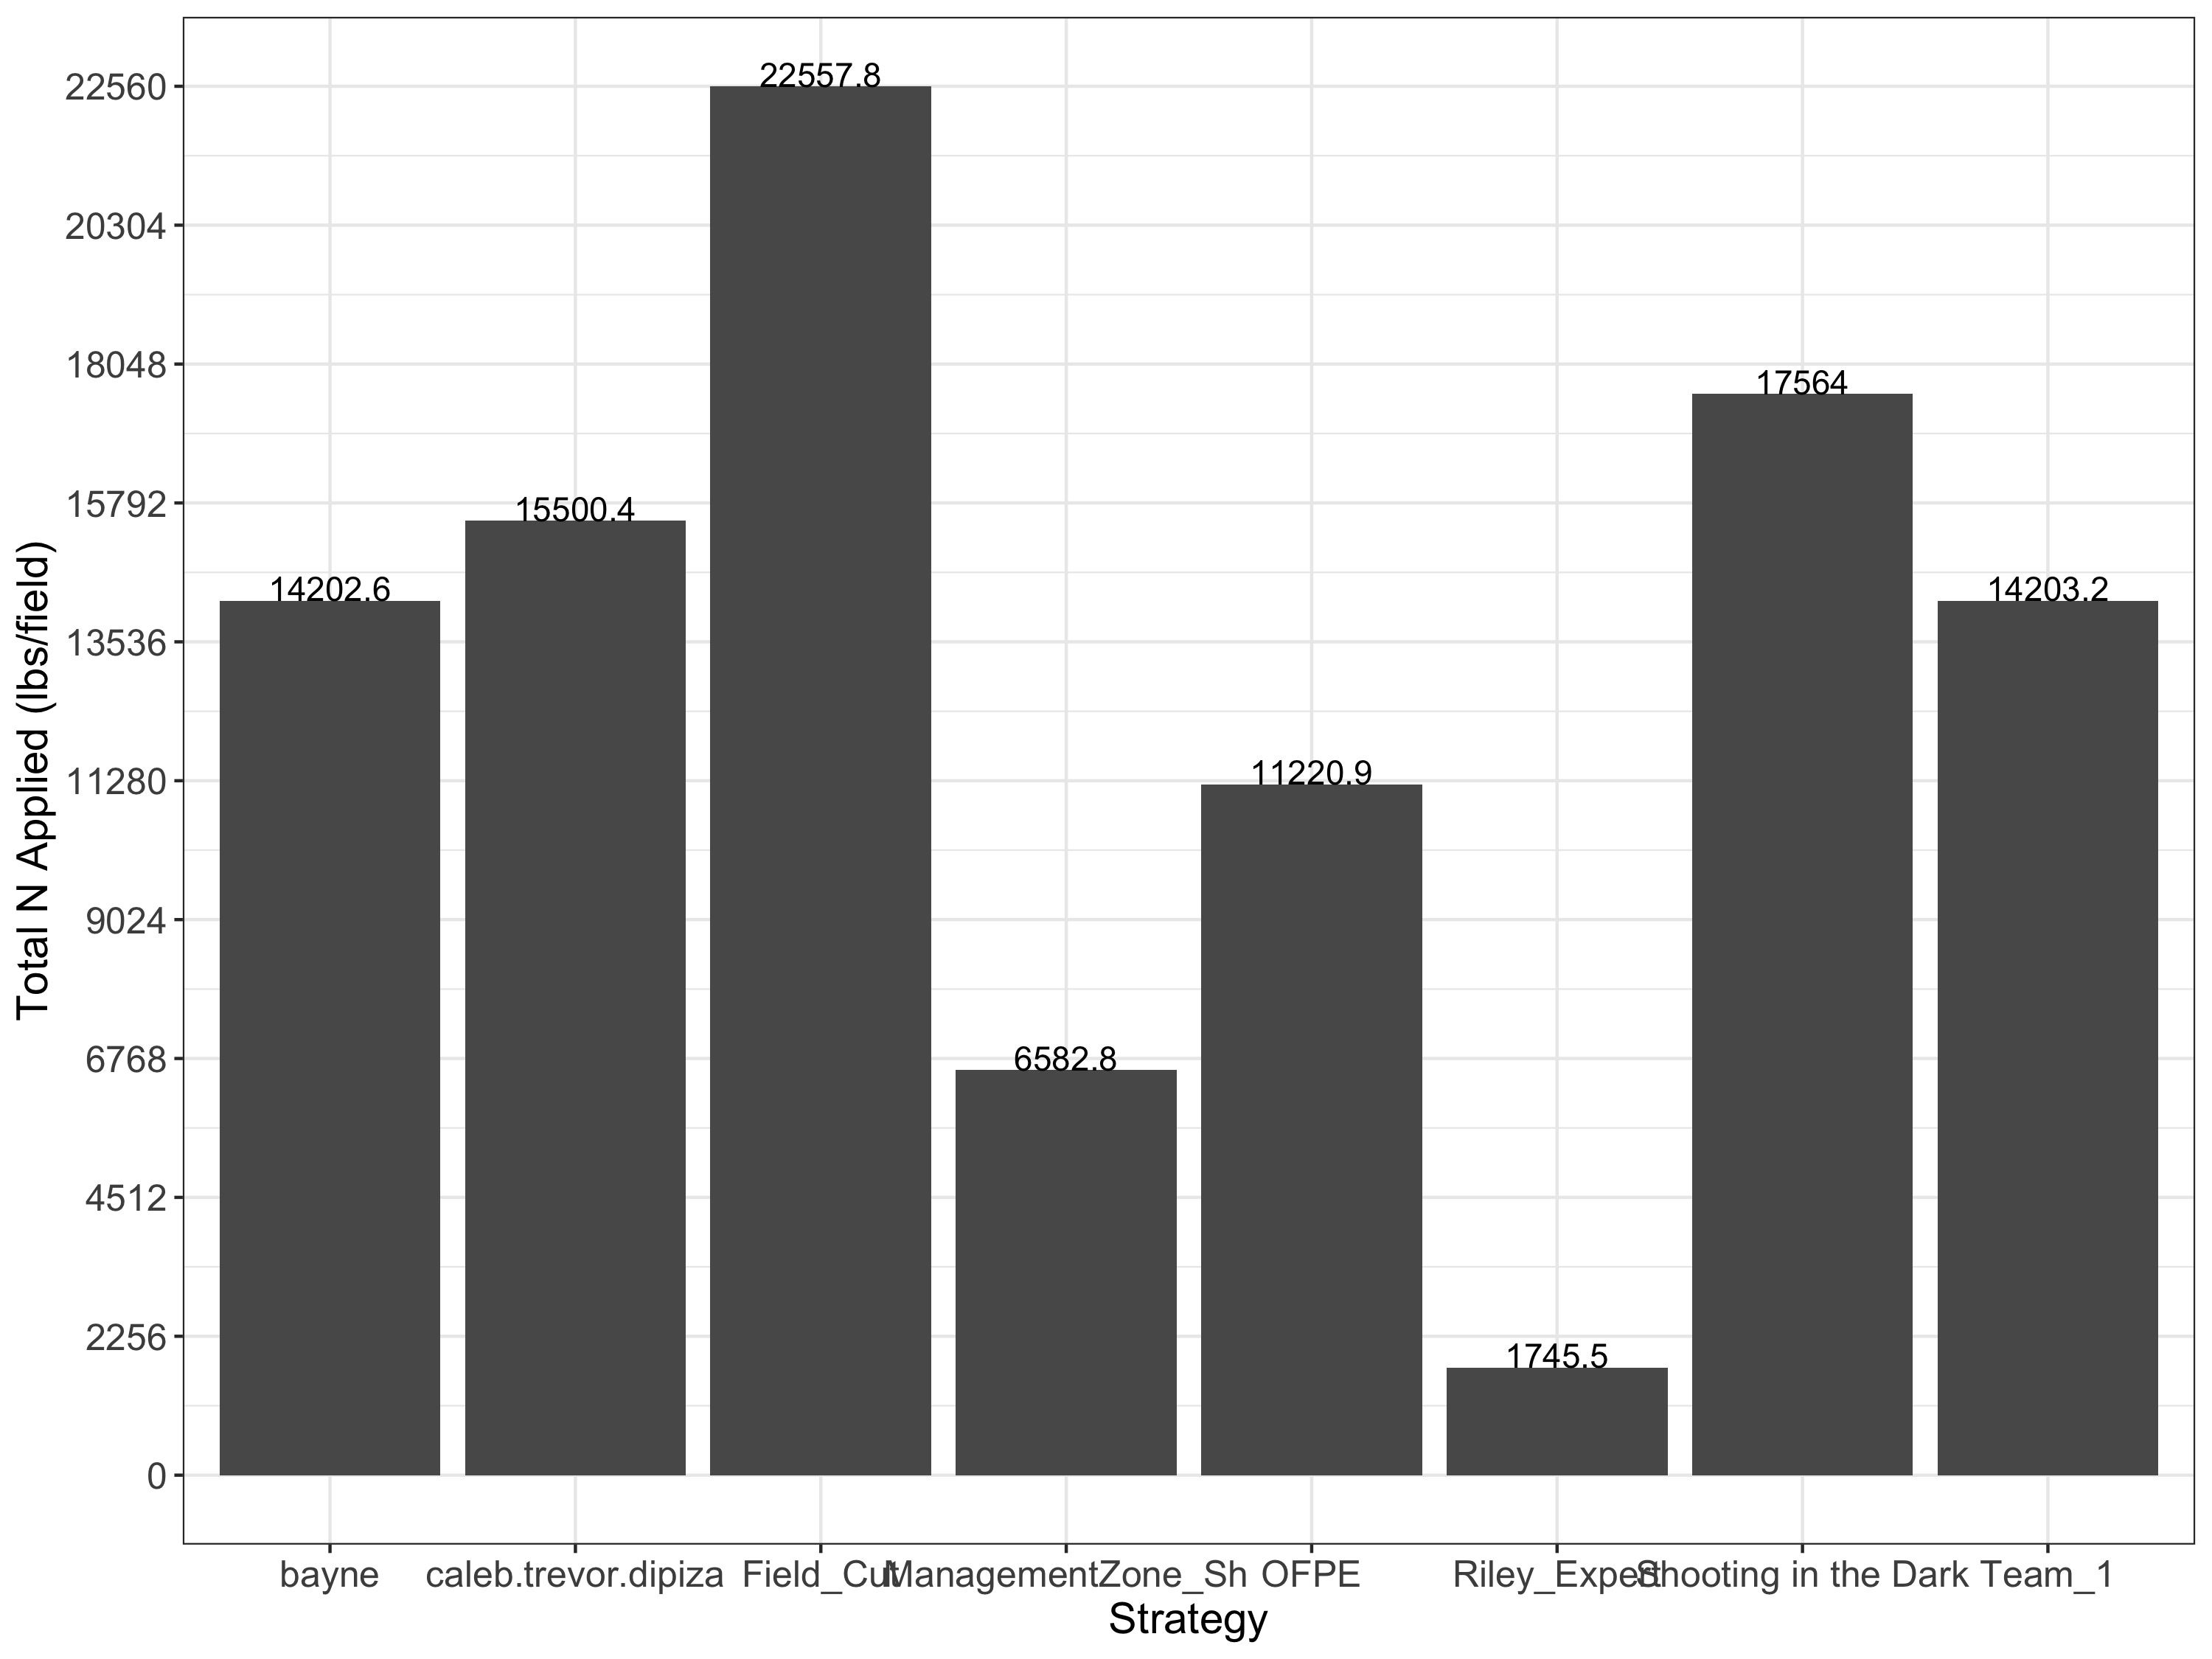 Total N Applied (lbs/field)
22560
20304
18048
15792
13536
11280
9024
6768
4512
2256
0
14202.6
15500.4
22557.8
6582.8
11220.9
1745.5
17564
14203.2
bayne
caleb.trevor.dipiza
Field_Cut
ManagementZone_Sh
OFPE
Riley_Expert
Shooting in the Dark
Team_1
Strategy